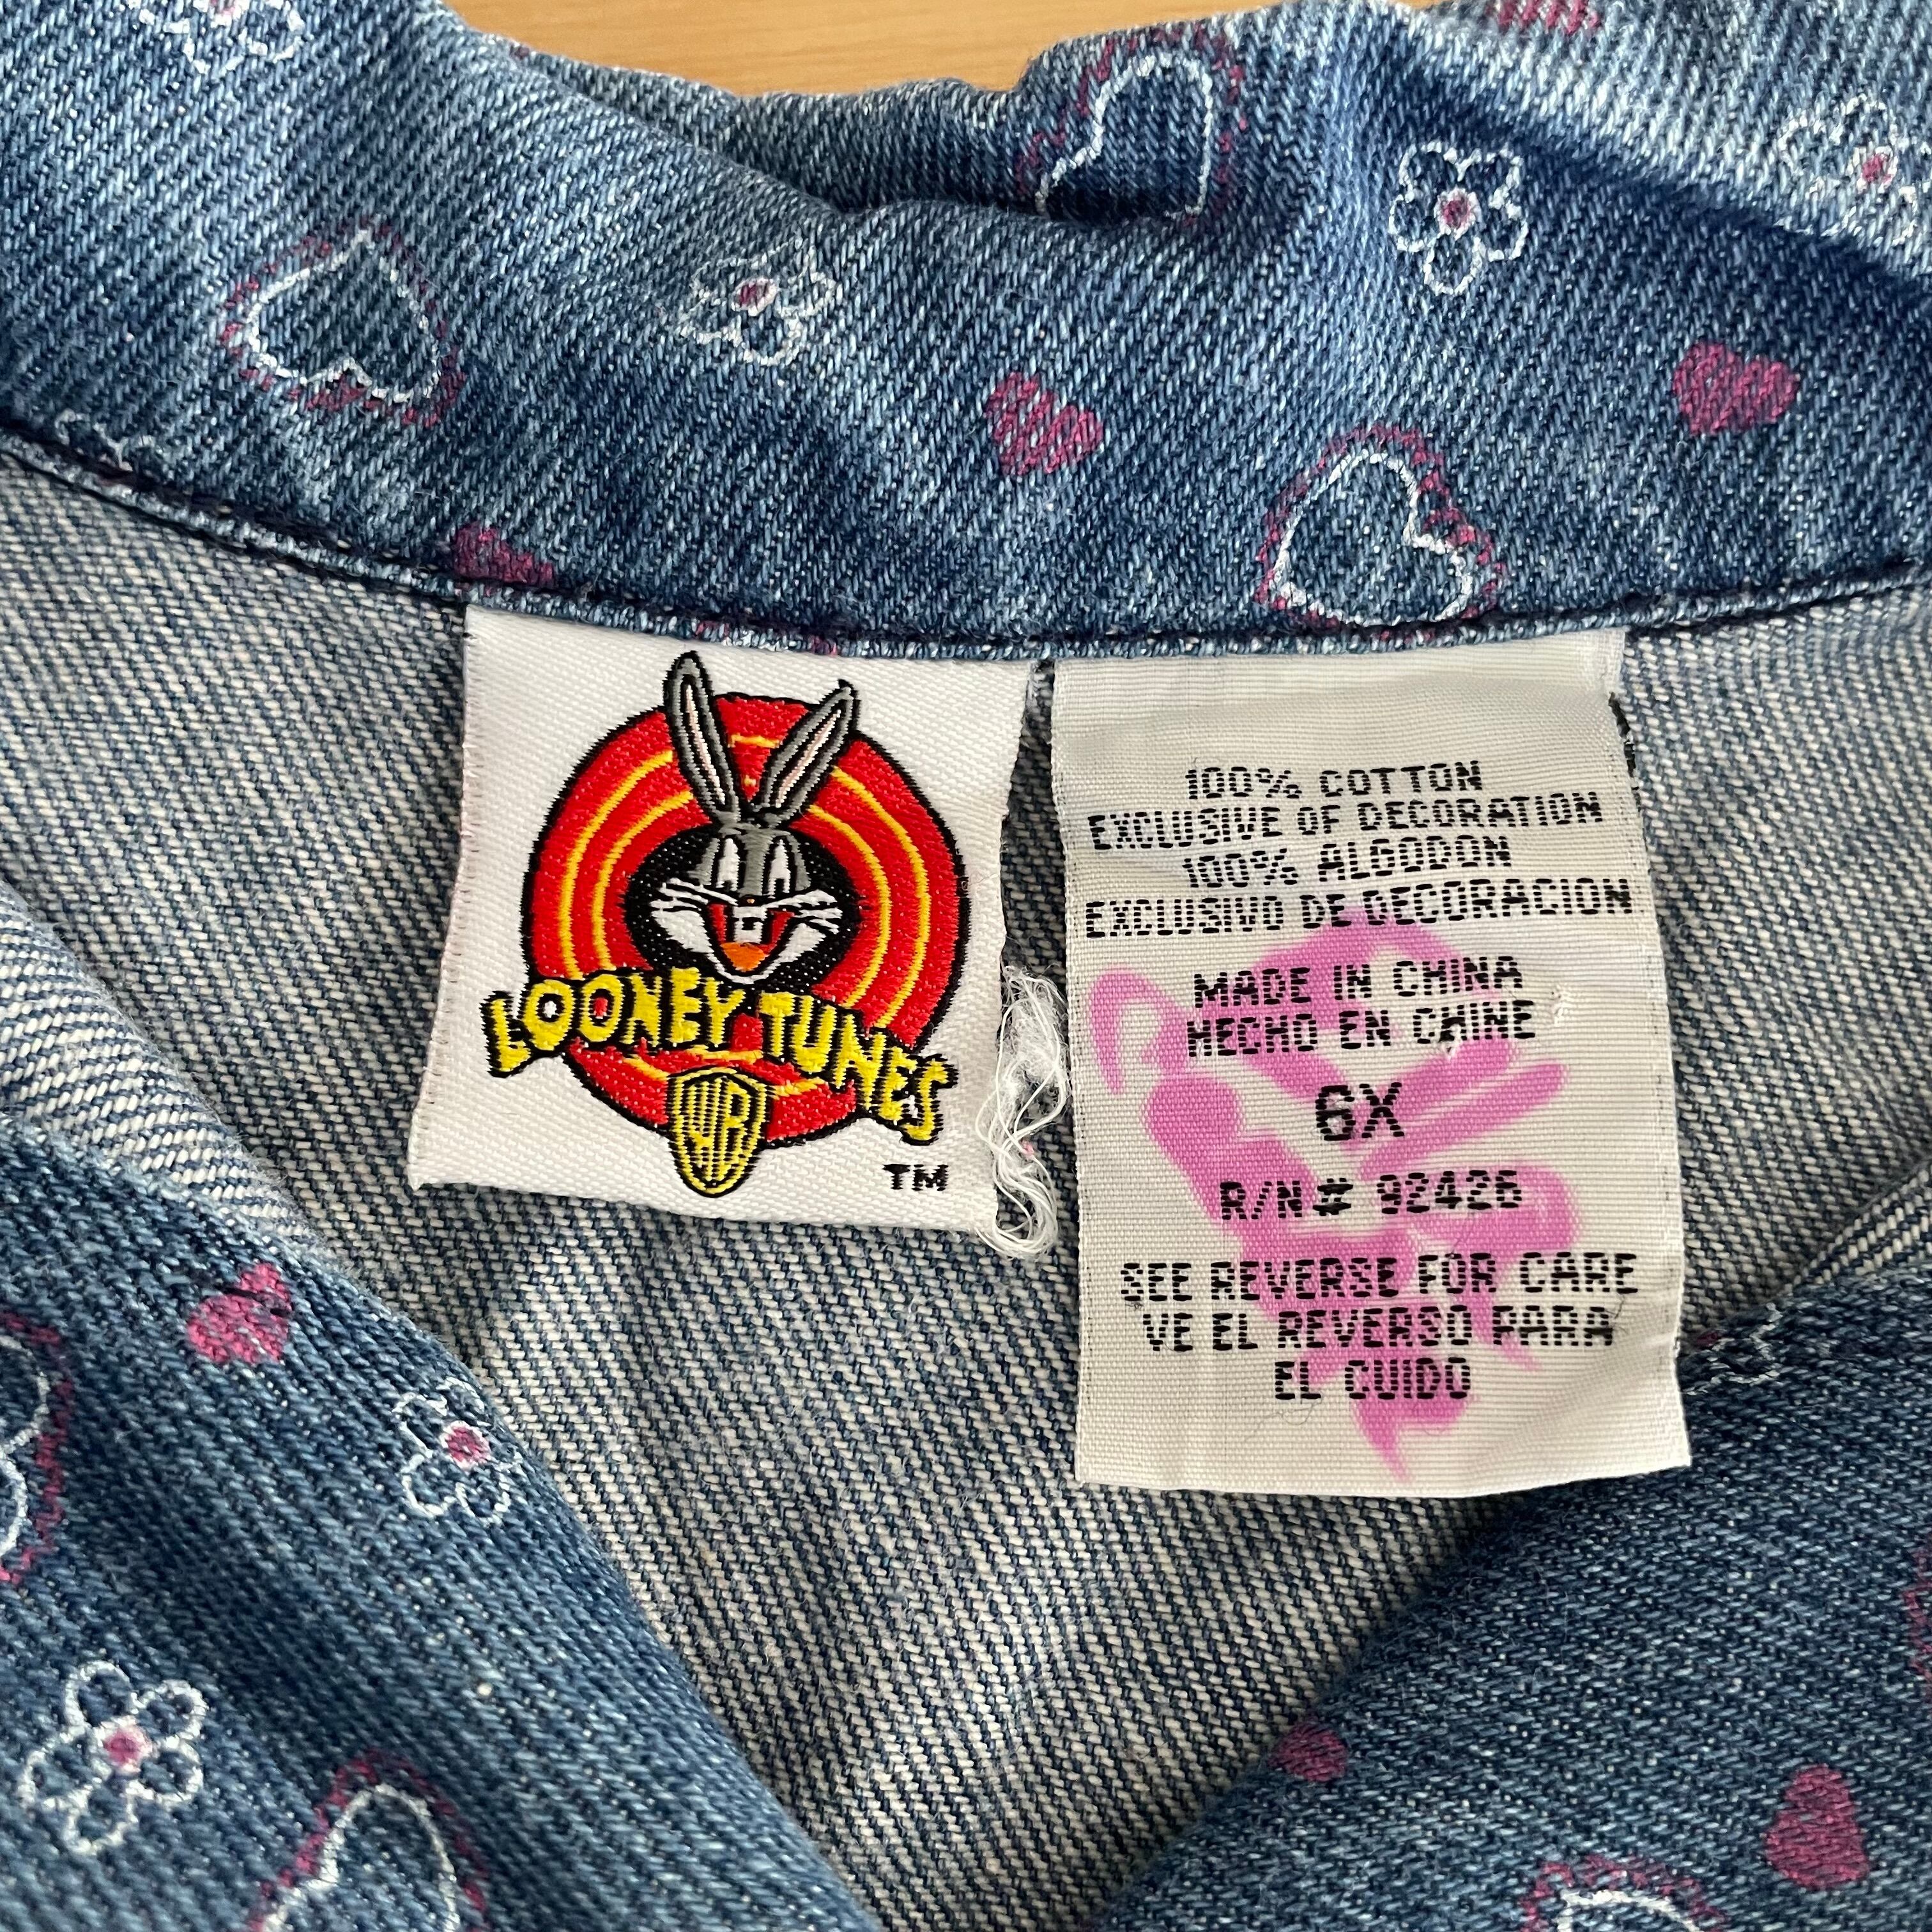 LOONEY TUNES
WB
TM
100% COTTON
EXCLUSIVE OF DECORATION
100% ALGODON
EXCLUSIVO DE DECORACION
MADE IN CHINA
HECHO EN CHINE
6X
R/N# 92426
SEE REVERSE FOR CARE
VE EL REVERSO PARA
EL CUIDO